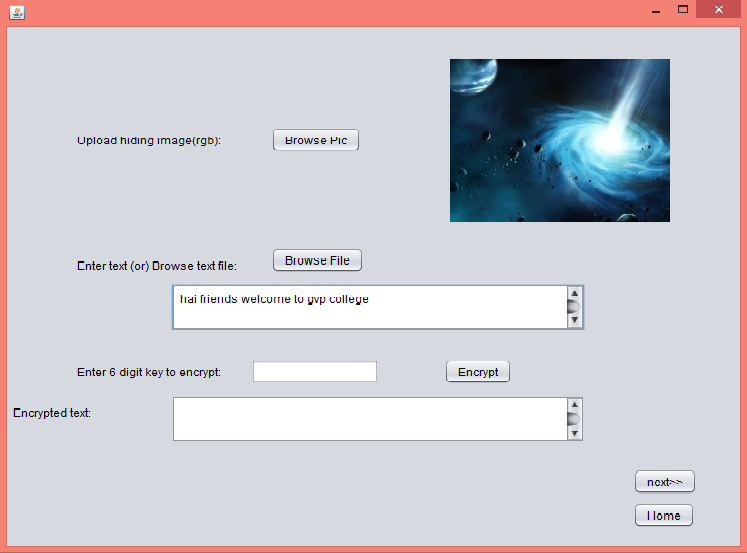 Upload hiding image(rgb):
Browse Pic
Enter text (or) Browse text file:
Browse File
hai friends welcome to gvp college
Enter 6 digit key to encrypt:
Encrypt
Encrypted text:
next>>
Home